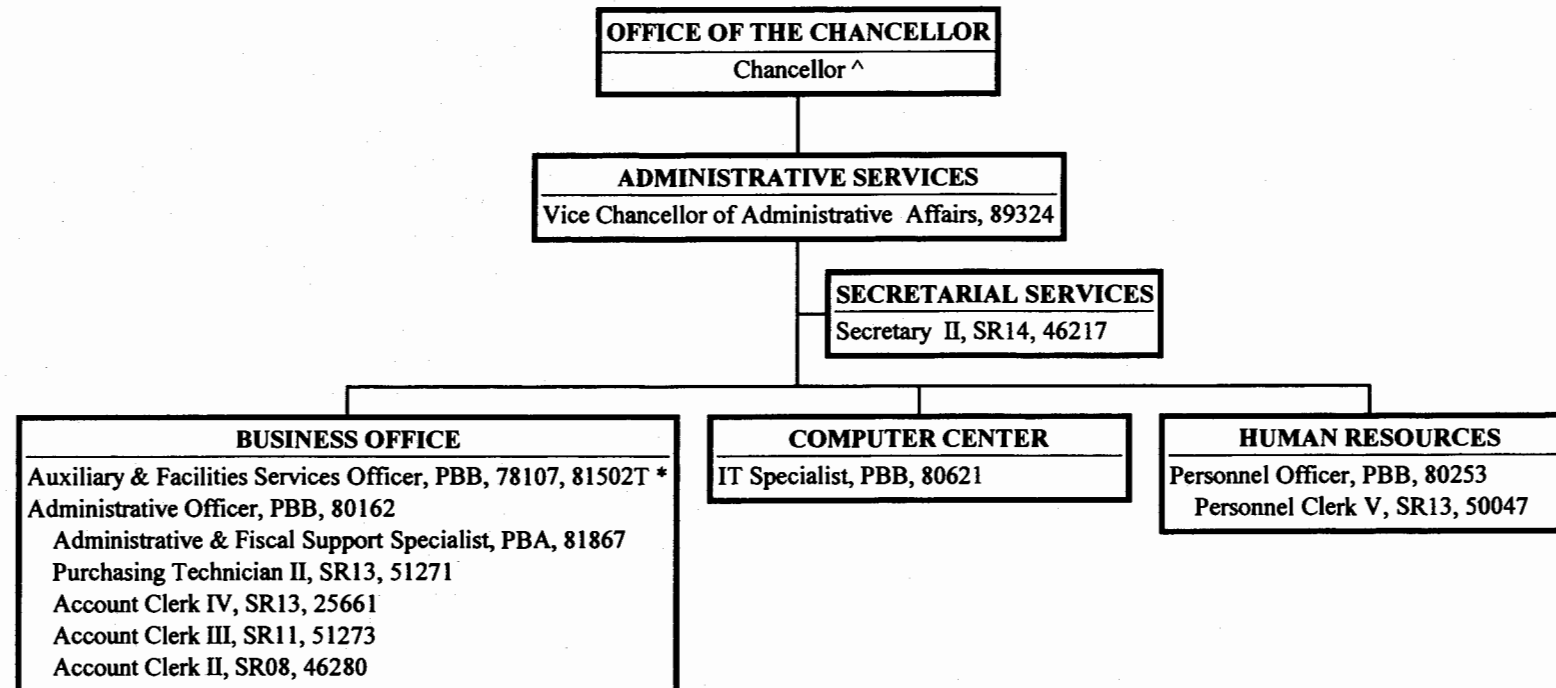 OFFICE OF THE CHANCELLOR
Chancellor ^
ADMINISTRATIVE SERVICES
Vice Chancellor of Administrative Affairs, 89324
SECRETARIAL SERVICES
Secretary II, SR14, 46217
BUSINESS OFFICE
Auxiliary & Facilities Services Officer, PBB, 78107, 81502T *
Administrative Officer, PBB, 80162
Administrative & Fiscal Support Specialist, PBA, 81867
Purchasing Technician II, SR13, 51271
Account Clerk IV, SR13, 25661
Account Clerk III, SR11, 51273
Account Clerk II, SR08, 46280
COMPUTER CENTER
IT Specialist, PBB, 80621
HUMAN RESOURCES
Personnel Officer, PBB, 80253
Personnel Clerk V, SR13, 50047